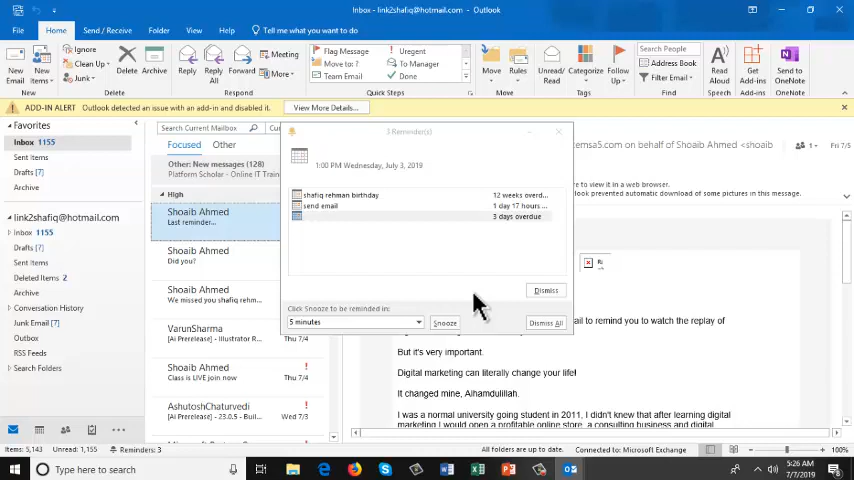 Inbox - link2shafiq@hotmail.com - Outlook
File Home Send / Receive Folder View Help Tell me what you want to do
New Email
New Items
New
Ignore
Clean Up
Junk
Delete
Archive
Delete
Reply
Reply All
Forward
Meeting
More
Respond
Flag Message
Move to: ?
Team Email
Urgent
To Manager
Done
Quick Steps
Move
Rules
Move
Unread/ Read
Categorize
Follow Up
Tags
Search People
Address Book
Filter Email
Find
Read Aloud
Speech
Get Add-ins
Add-ins
Send to OneNote
OneNote
ADD-IN ALERT Outlook detected an issue with an add-in and disabled it. View More Details...
Favorites
Inbox 1155
Sent Items
Drafts [7]
Archive
link2shafiq@hotmail.com
Inbox 1155
Drafts [7]
Sent Items
Deleted Items 2
Archive
Conversation History
Junk Email [7]
Outbox
RSS Feeds
Search Folders
Search Current Mailbox
Focused Other
Other: New messages (128)
Platform Scholar - Online IT Train
High
Shoaib Ahmed
Last reminder...
Shoaib Ahmed
Did you?
Shoaib Ahmed
We missed you shafiq rehm
VarunSharma
[Ai Prerelease] - Illustrator R
Shoaib Ahmed
Class is LIVE join now Thu 7/4
AshutoshChaturvedi
[Ai Prerelease] - 23.0.5 - Build... Wed 7/3
3 Reminder(s)
1:00 PM Wednesday, July 3, 2019
shafiq rehman birthday 12 weeks overd...
send email 1 day 17 hours ...
3 days overdue
Dismiss
Click Snooze to be reminded in:
5 minutes Snooze Dismiss All
temsa5.com on behalf of Shoaib Ahmed <shoaib 1 Thu 7/4
re to view it in a web browser.
ook prevented automatic download of some pictures in this message.
ail to remind you to watch the replay of
But it's very important.
Digital marketing can literally change your life!
It changed mine, Alhamdulillah.
I was a normal university going student in 2011, I didn't knew that after learning digital
marketing I would open a profitable online store, a consulting business and digital
Items: 5,143 Unread: 1,155 Reminders: 3 All folders are up to date. Connected to: Microsoft Exchange 100%
Type here to search
5:26 AM
7/7/2019